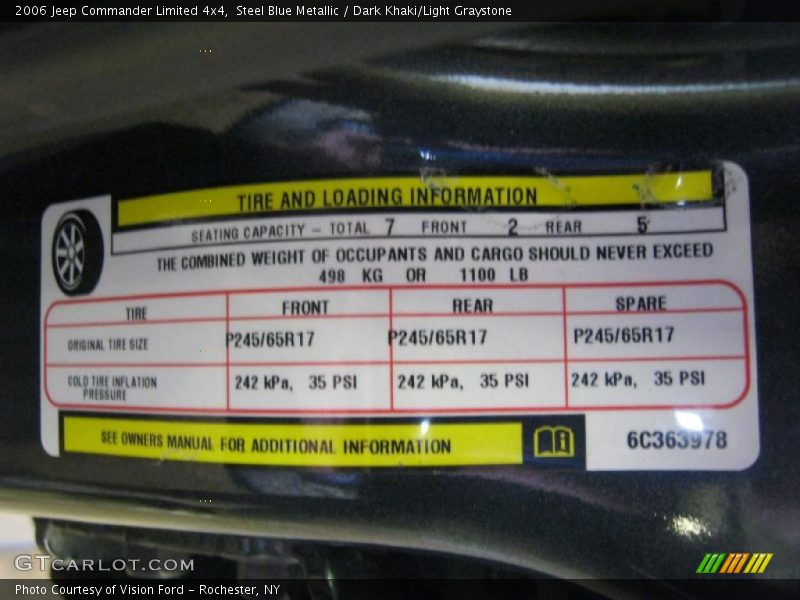 2006 Jeep Commander Limited 4x4, Steel Blue Metallic / Dark Khaki/Light Graystone
TIRE AND LOADING INFORMATION
SEATING CAPACITY - TOTAL 7 FRONT 2 REAR 5
THE COMBINED WEIGHT OF OCCUPANTS AND CARGO SHOULD NEVER EXCEED
498 KG OR 1100 LB
TIRE FRONT REAR SPARE
ORIGINAL TIRE SIZE P245/65R17 P245/65R17 P245/65R17
COLD TIRE INFLATION
PRESSURE 242 kPa, 35 PSI 242 kPa, 35 PSI 242 kPa, 35 PSI
SEE OWNERS MANUAL FOR ADDITIONAL INFORMATION
6C363978
GTCARLOT.COM
Photo Courtesy of Vision Ford - Rochester, NY